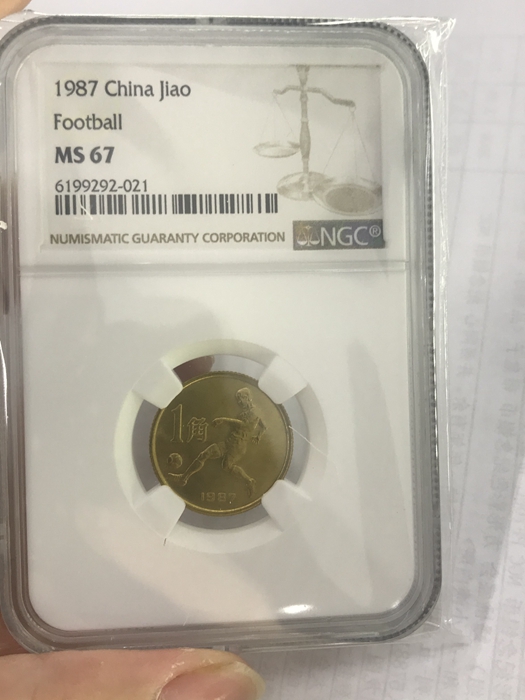 1987 China Jiao
Football
MS 67
6199292-021
NUMISMATIC GUARANTY CORPORATION NGC®
1角
1987